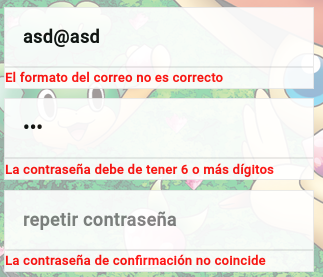 asd@asd
El formato del correo no es correcto
•••
La contraseña debe de tener 6 o más dígitos
repetir contraseña
La contraseña de confirmación no coincide